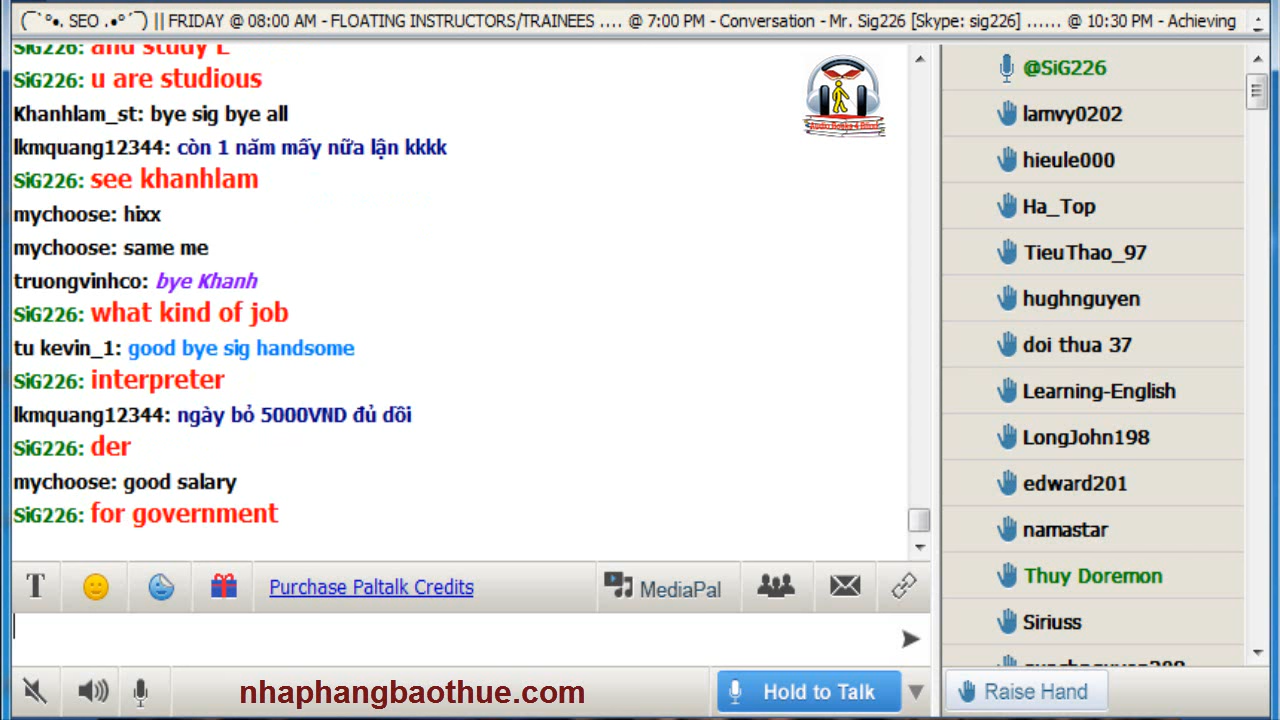 (¯`°•. SEO .•°´¯) || FRIDAY @ 08:00 AM - FLOATING INSTRUCTORS/TRAINEES .... @ 7:00 PM - Conversation - Mr. Sig226 [Skype: sig226] ...... @ 10:30 PM - Achieving
SiG226: and study L
SiG226: u are studious
Khanhlam_st: bye sig bye all
lkmquang12344: còn 1 năm mấy nữa lận kkkk
SiG226: see khanhlam
mychoose: hixx
mychoose: same me
truongvinhco: bye Khanh
SiG226: what kind of job
tu kevin_1: good bye sig handsome
SiG226: interpreter
lkmquang12344: ngày bỏ 5000VND đủ dồi
SiG226: der
mychoose: good salary
SiG226: for government
T
Purchase Paltalk Credits
MediaPal
nhaphangbaothue.com
Hold to Talk
@SiG226
lamvy0202
hieule000
Ha_Top
TieuThao_97
hughnguyen
doi thua 37
Learning-English
LongJohn198
edward201
namastar
Thuy Doremon
Siriuss
Raise Hand